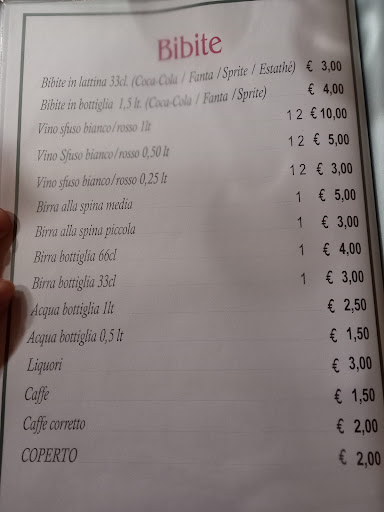 Bibite
Bibite in lattina 33cl. (Coca-Cola / Fanta /Sprite / Estathé) € 3,00
Bibite in bottiglia 1,5 lt. (Coca-Cola / Fanta /Sprite) € 4,00
Vino sfuso bianco/rosso 1lt 1 2 € 10,00
Vino Sfuso bianco/rosso 0,50 lt 1 2 € 5,00
Vino sfuso bianco/rosso 0,25 lt 1 2 € 3,00
Birra alla spina media 1 € 5,00
Birra alla spina piccola 1 € 3,00
Birra bottiglia 66cl 1 € 4,00
Birra bottiglia 33cl 1 € 3,00
Acqua bottiglia 1lt € 2,50
Acqua bottiglia 0,5 lt € 1,50
Liquori € 3,00
Caffe € 1,50
Caffe corretto € 2,00
COPERTO € 2,00